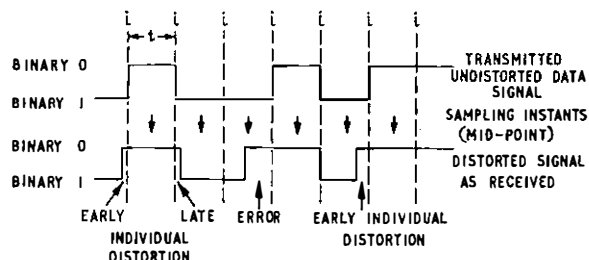 i i i i i i i
t
BINARY 0
BINARY 1
TRANSMITTED
UNDISTORTED DATA
SIGNAL
SAMPLING INSTANTS
(MID-POINT)
BINARY 0
BINARY 1
DISTORTED SIGNAL
AS RECEIVED
EARLY LATE ERROR EARLY INDIVIDUAL
INDIVIDUAL DISTORTION
DISTORTION